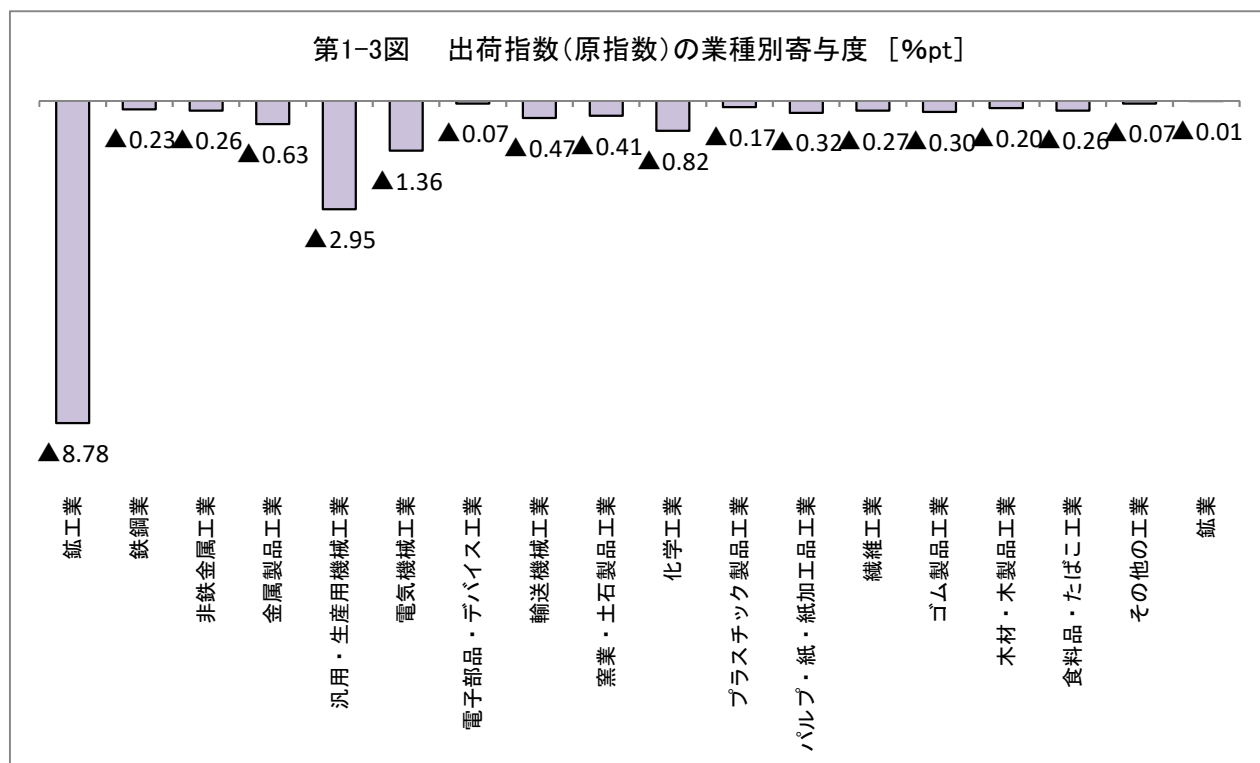 第1-3図 出荷指数(原指数)の業種別寄与度 [%pt]
▲8.78
▲0.23
▲0.26
▲0.63
▲2.95
▲1.36
▲0.07
▲0.47
▲0.41
▲0.82
▲0.17
▲0.32
▲0.27
▲0.30
▲0.20
▲0.26
▲0.07
▲0.01
鉱工業
鉄鋼業
非鉄金属工業
金属製品工業
汎用・生産用機械工業
電気機械工業
電子部品・デバイス工業
輸送機械工業
窯業・土石製品工業
化学工業
プラスチック製品工業
パルプ・紙・紙加工品工業
繊維工業
ゴム製品工業
木材・木製品工業
食料品・たばこ工業
その他の工業
鉱業